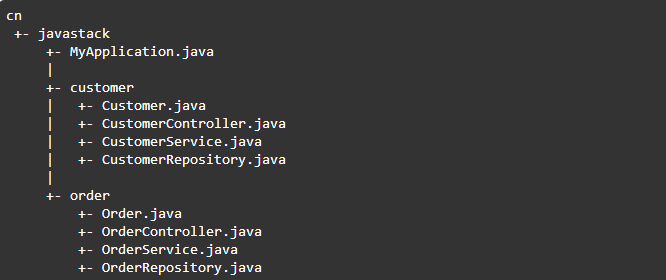 cn
 +- javastack
     +- MyApplication.java
     |
     +- customer
     |   +- Customer.java
     |   +- CustomerController.java
     |   +- CustomerService.java
     |   +- CustomerRepository.java
     |
     +- order
         +- Order.java
         +- OrderController.java
         +- OrderService.java
         +- OrderRepository.java